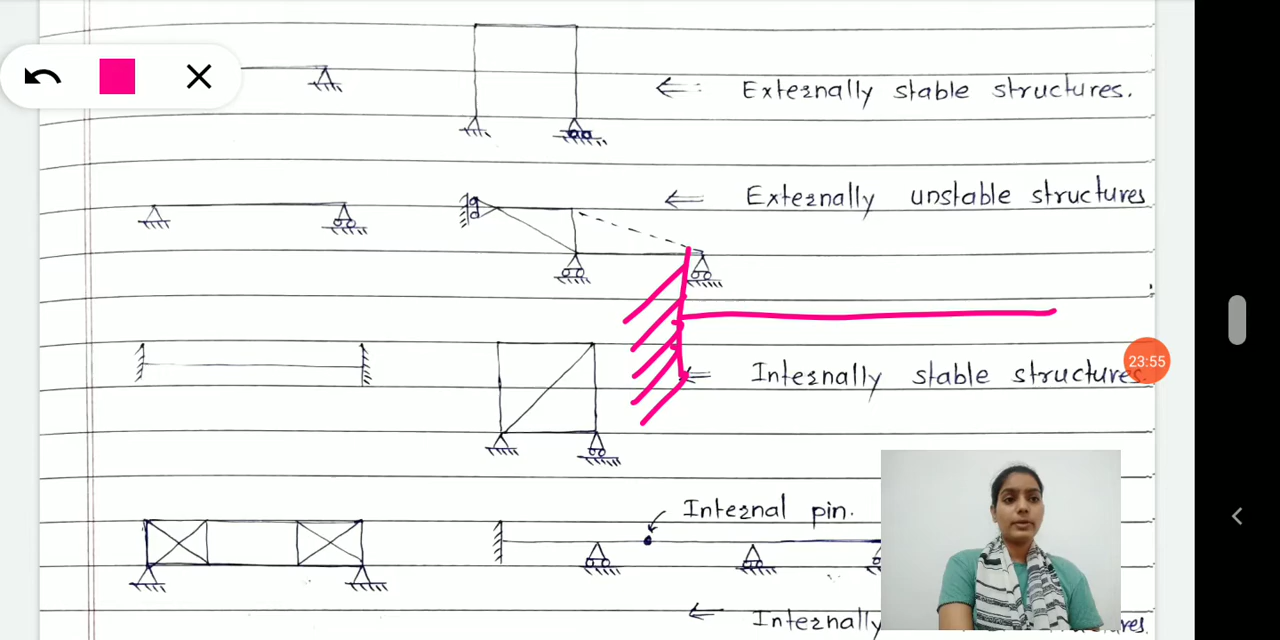 Externally stable structures.
Externally unstable structures
23:55
Internally stable structures.
Internal pin.
Internally